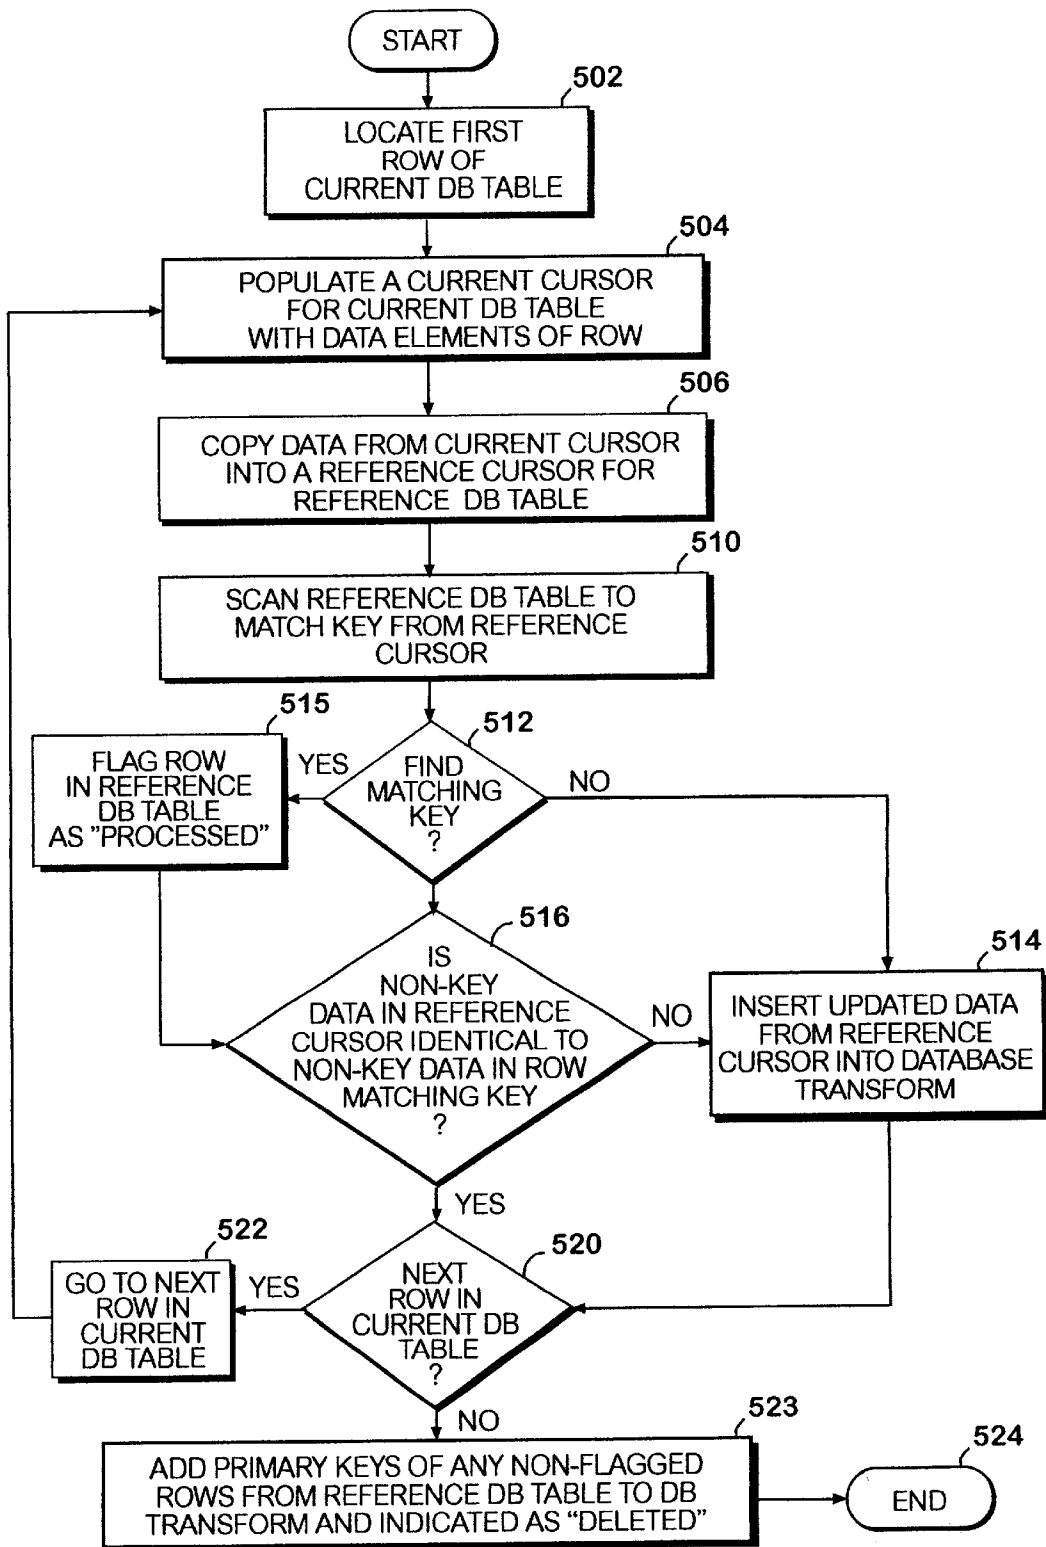 START
502
LOCATE FIRST
ROW OF
CURRENT DB TABLE
504
POPULATE A CURRENT CURSOR
FOR CURRENT DB TABLE
WITH DATA ELEMENTS OF ROW
506
COPY DATA FROM CURRENT CURSOR
INTO A REFERENCE CURSOR FOR
REFERENCE DB TABLE
510
SCAN REFERENCE DB TABLE TO
MATCH KEY FROM REFERENCE
CURSOR
515
FLAG ROW
IN REFERENCE
DB TABLE
AS "PROCESSED"
YES
512
FIND
MATCHING
KEY
?
NO
516
IS
NON-KEY
DATA IN REFERENCE
CURSOR IDENTICAL TO
NON-KEY DATA IN ROW
MATCHING KEY
?
NO
514
INSERT UPDATED DATA
FROM REFERENCE
CURSOR INTO DATABASE
TRANSFORM
YES
522
GO TO NEXT
ROW IN
CURRENT
DB TABLE
YES
520
NEXT
ROW IN
CURRENT DB
TABLE
?
NO
523
ADD PRIMARY KEYS OF ANY NON-FLAGGED
ROWS FROM REFERENCE DB TABLE TO DB
TRANSFORM AND INDICATED AS "DELETED"
524
END